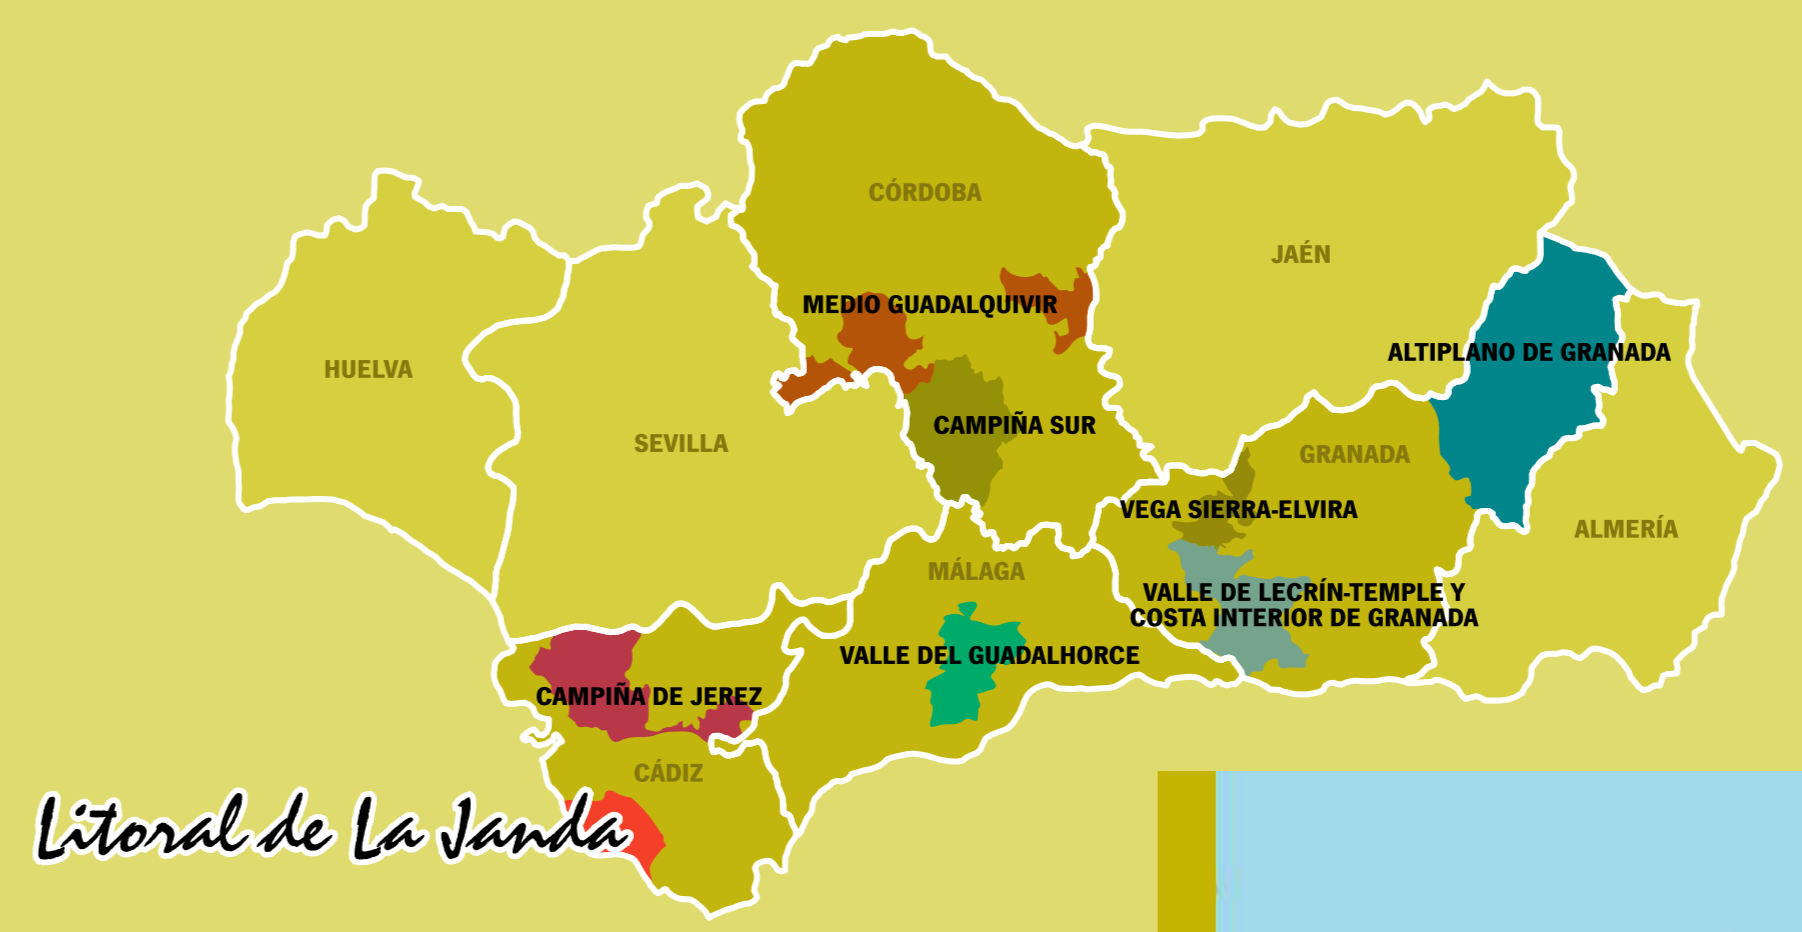 CÓRDOBA
JAÉN
MEDIO GUADALQUIVIR
ALTIPLANO DE GRANADA
HUELVA
SEVILLA
CAMPIÑA SUR
GRANADA
VEGA SIERRA-ELVIRA
ALMERÍA
MÁLAGA
VALLE DE LECRÍN-TEMPLE Y
COSTA INTERIOR DE GRANADA
VALLE DEL GUADALHORCE
CAMPIÑA DE JEREZ
CÁDIZ
Litoral de La Janda